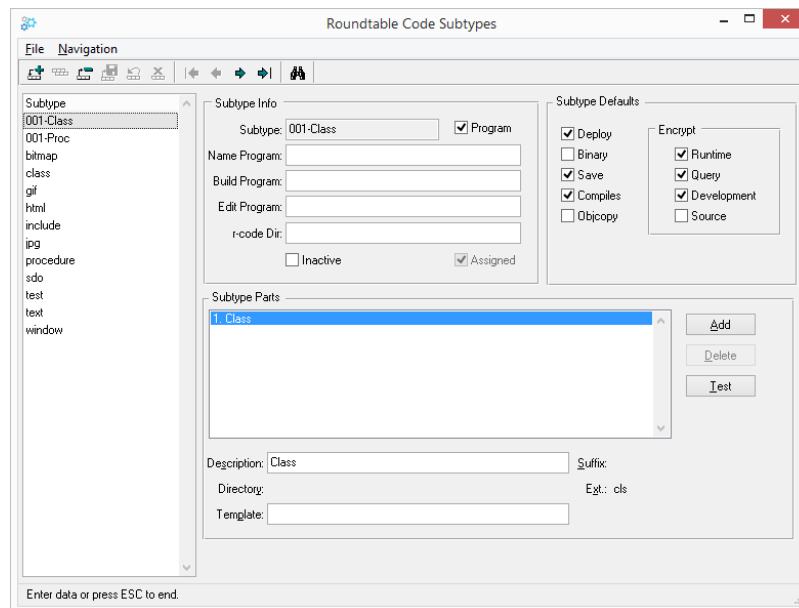 Roundtable Code Subtypes
File Navigation
Subtype
001-Class
001-Proc
bitmap
class
gif
html
include
jpg
procedure
sdo
test
text
window
Subtype Info
Subtype: 001-Class Program
Name Program:
Build Program:
Edit Program:
r-code Dir:
Inactive Assigned
Subtype Defaults
Deploy
Binary
Save
Compiles
Objcopy
Encrypt
Runtime
Query
Development
Source
Subtype Parts
1. Class
Add
Delete
Test
Description: Class Suffix:
Directory: Ext.: cls
Template:
Enter data or press ESC to end.